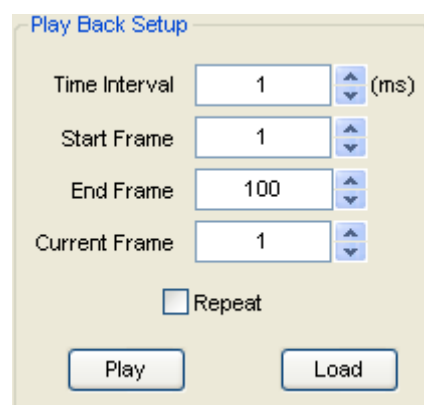 Play Back Setup
Time Interval 1 (ms)
Start Frame 1
End Frame 100
Current Frame 1
Repeat
Play Load